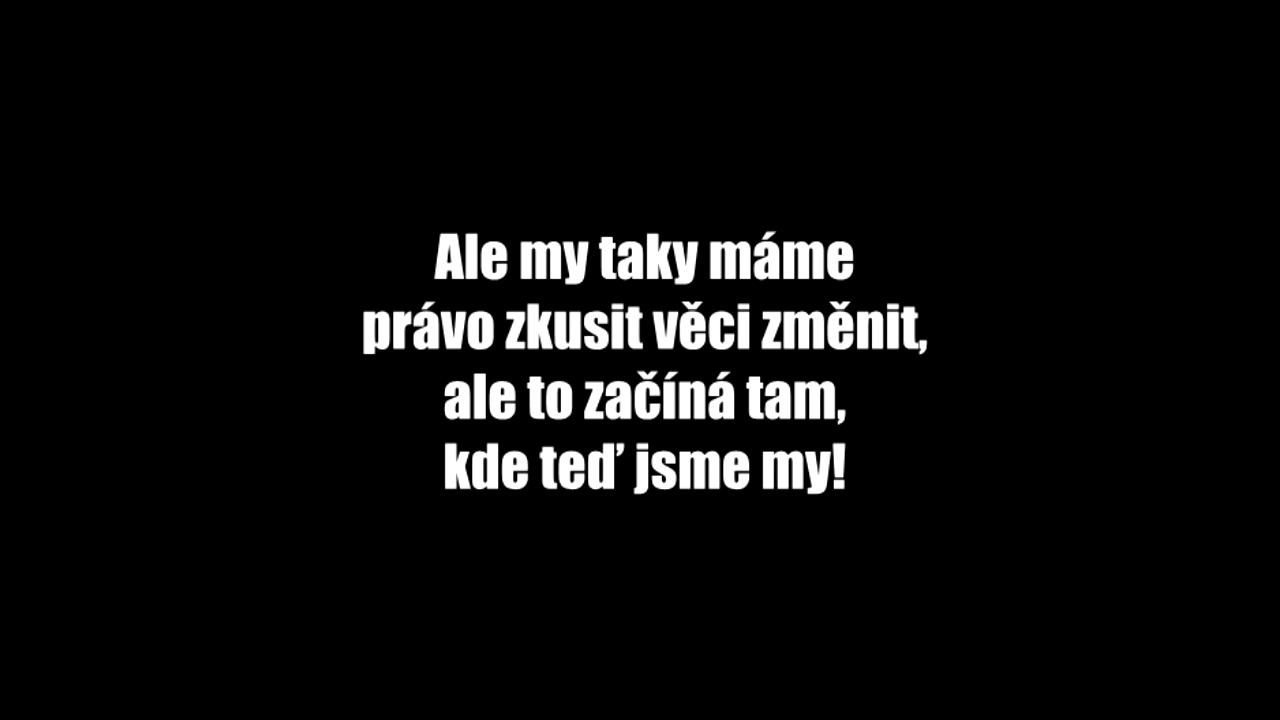 Ale my taky máme
právo zkusit věci změnit,
ale to začíná tam,
kde teď jsme my!